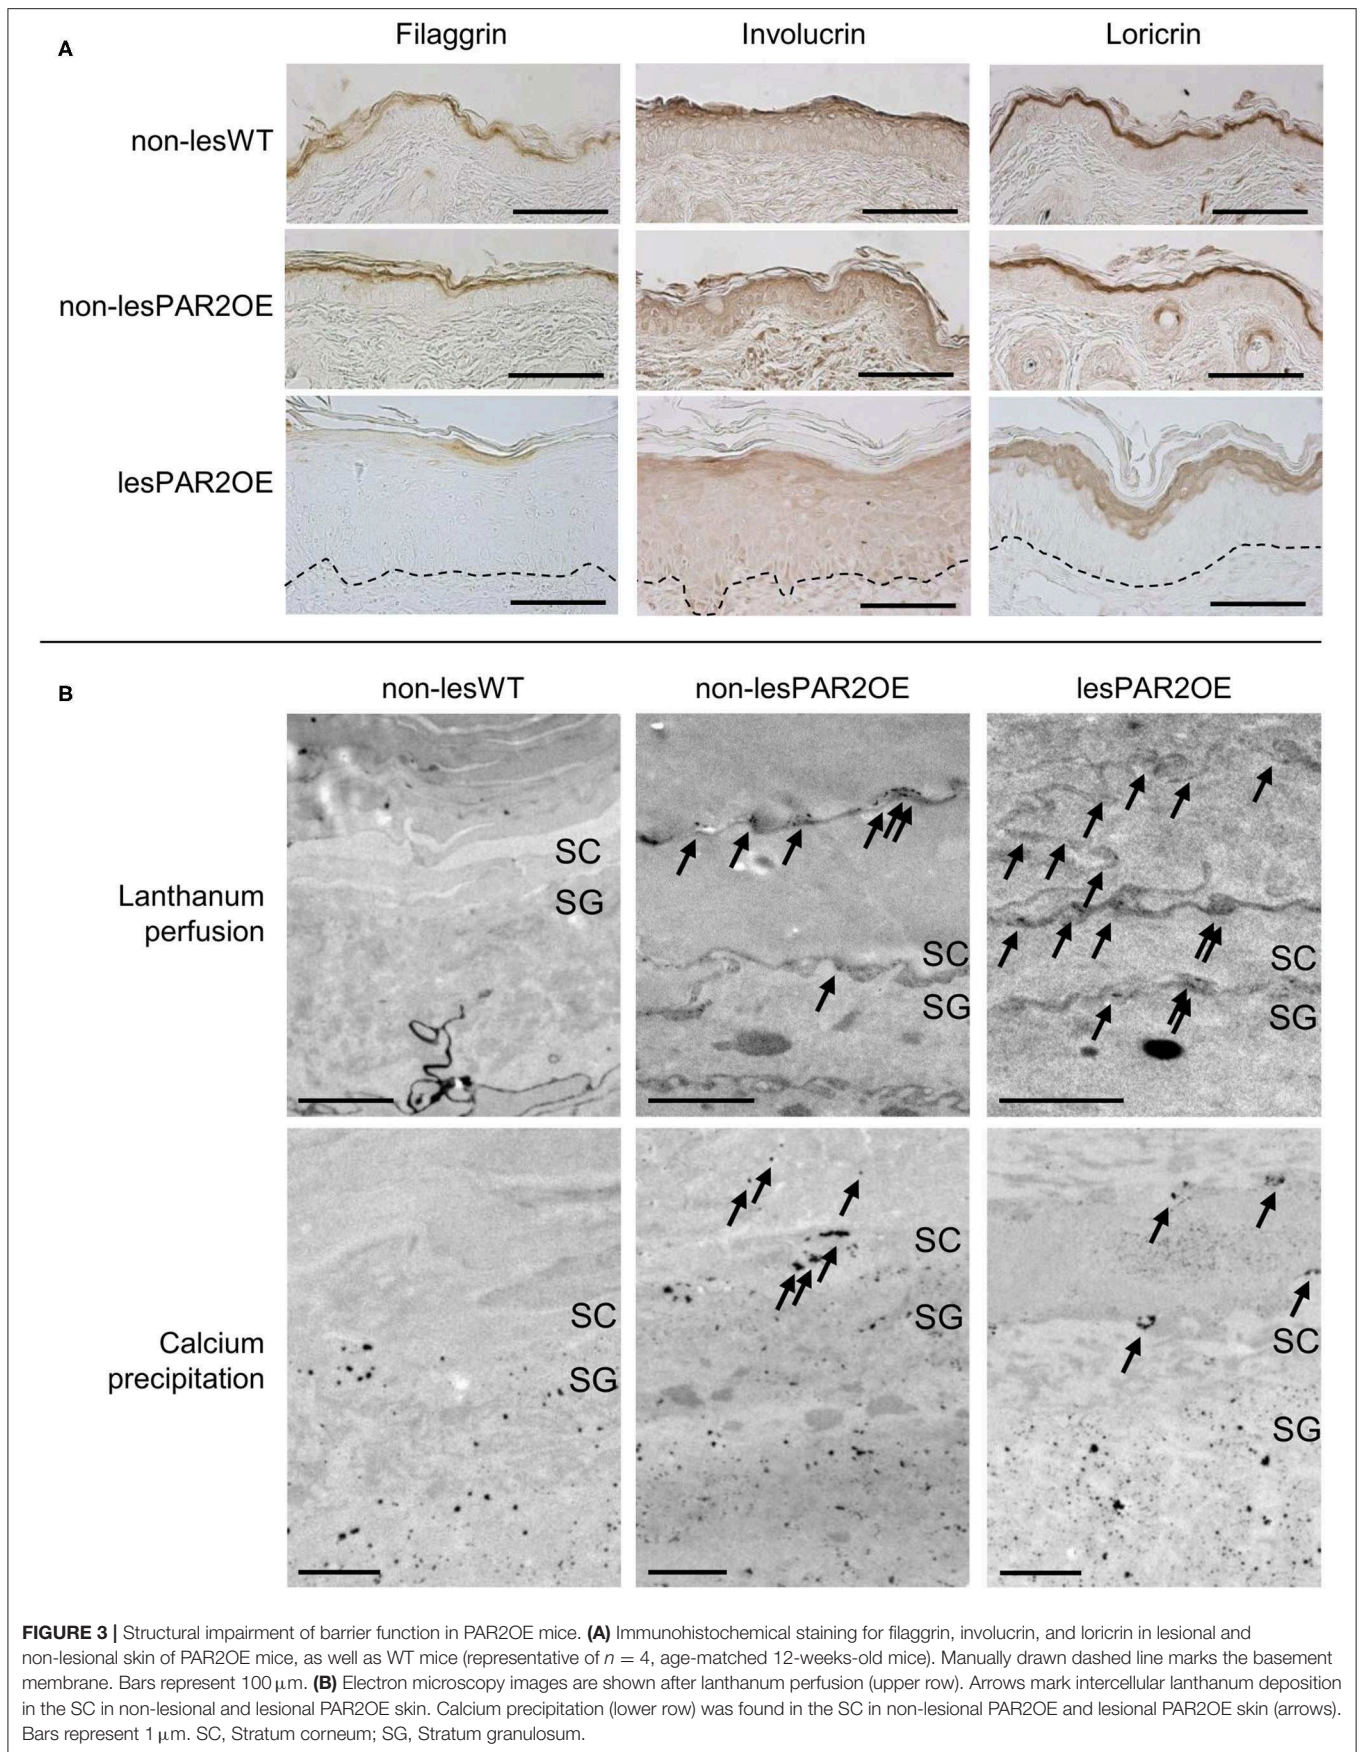 A
Filaggrin
Involucrin
Loricrin
non-lesWT
non-lesPAR2OE
lesPAR2OE
B
non-lesWT
non-lesPAR2OE
lesPAR2OE
Lanthanum
perfusion
SC
SG
SC
SG
SC
SG
Calcium
precipitation
SC
SG
SC
SG
SC
SG
FIGURE 3 | Structural impairment of barrier function in PAR2OE mice. (A) Immunohistochemical staining for filaggrin, involucrin, and loricrin in lesional and
non-lesional skin of PAR2OE mice, as well as WT mice (representative of n = 4, age-matched 12-weeks-old mice). Manually drawn dashed line marks the basement
membrane. Bars represent 100 μm. (B) Electron microscopy images are shown after lanthanum perfusion (upper row). Arrows mark intercellular lanthanum deposition
in the SC in non-lesional and lesional PAR2OE skin. Calcium precipitation (lower row) was found in the SC in non-lesional PAR2OE and lesional PAR2OE skin (arrows).
Bars represent 1 μm. SC, Stratum corneum; SG, Stratum granulosum.